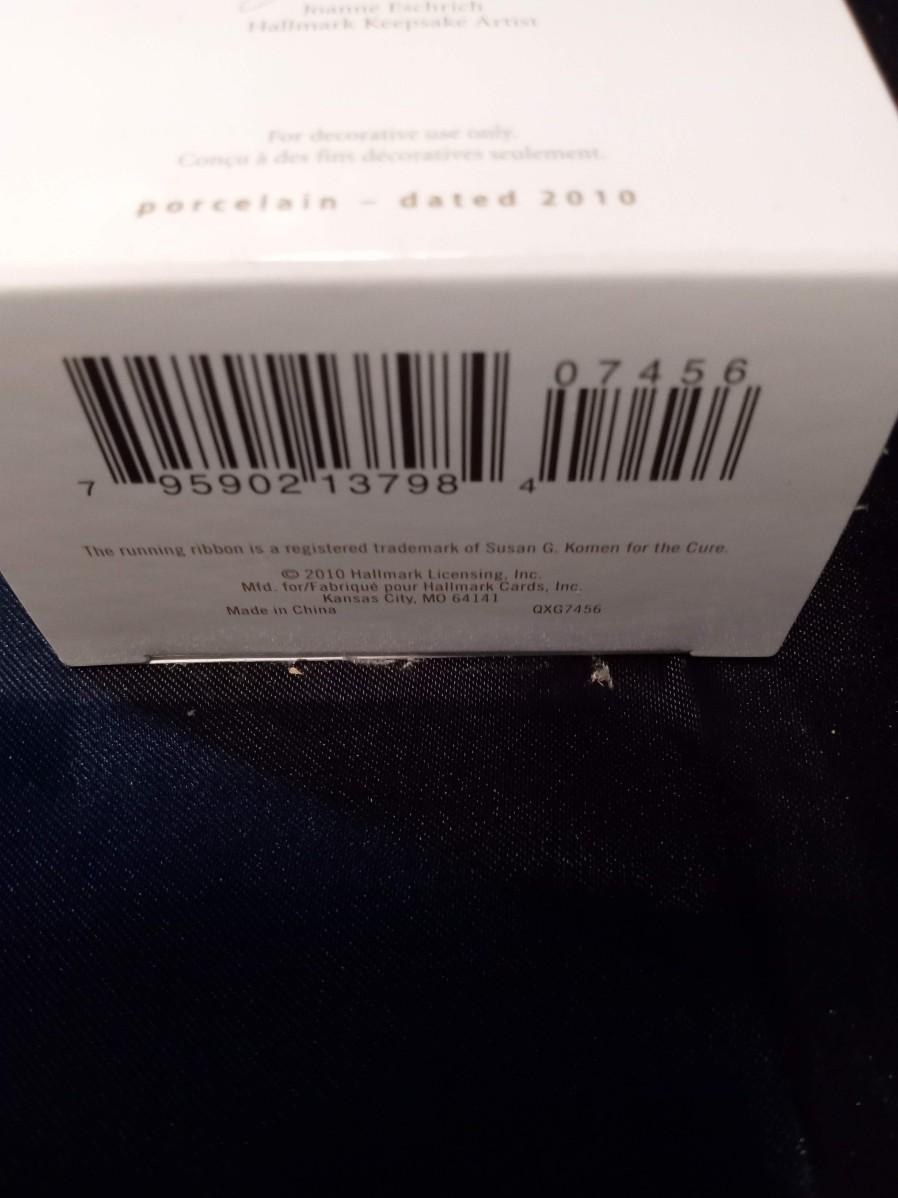 Joanne Eschrich
Hallmark Keepsake Artist
For decorative use only.
Conçu à des fins décoratives seulement.
porcelain – dated 2010
07456
7 95902 13798 4
The running ribbon is a registered trademark of Susan G. Komen for the Cure.
© 2010 Hallmark Licensing, Inc.
Mfd. for/Fabriqué pour Hallmark Cards, Inc.
Kansas City, MO 64141
Made in China QXG7456